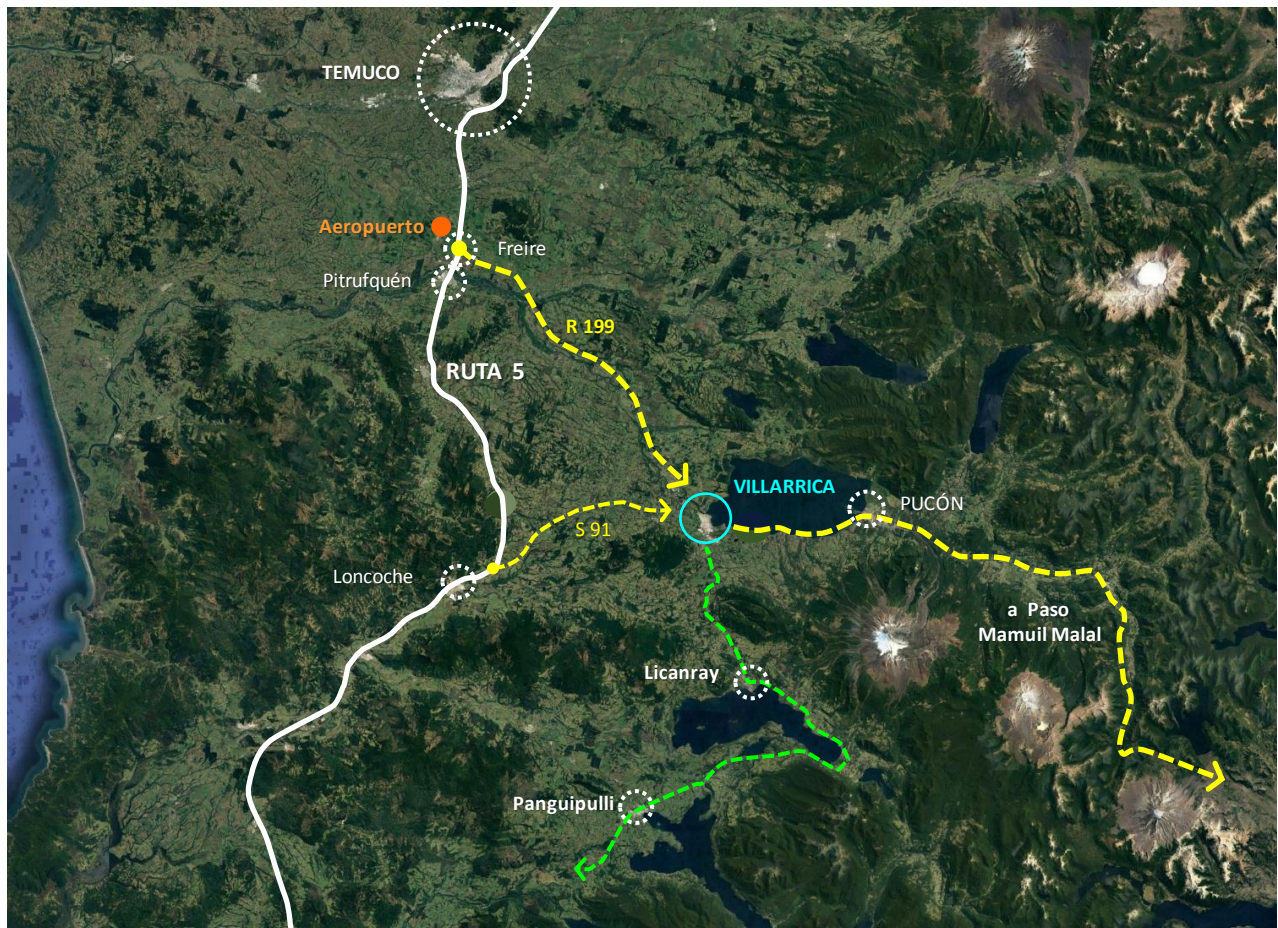 TEMUCO
Aeropuerto
Freire
Pitrufquén
R 199
RUTA 5
VILLARRICA
PUCÓN
S 91
Loncoche
a Paso
Mamuil Malal
Licanray
Panguipulli